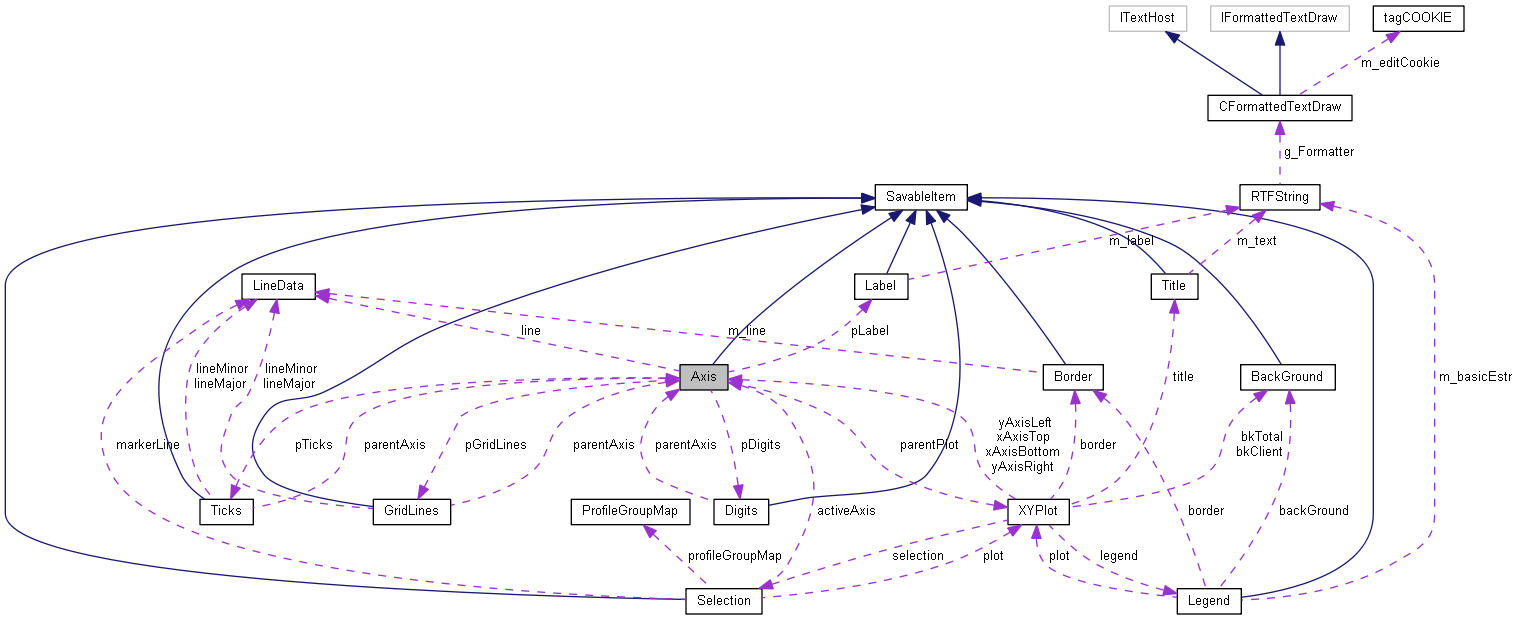 ITextHost
IFormattedTextDraw
tagCOOKIE
m_editCookie
CFormattedTextDraw
g_Formatter
SavableItem
RTFString
m_label
m_text
LineData
Label
Title
line
m_line
pLabel
Axis
Border
BackGround
lineMinor
lineMajor
lineMinor
lineMajor
title
m_basicEstr
markerLine
pTicks
parentAxis
pGridLines
parentAxis
parentAxis
pDigits
parentPlot
yAxisLeft
xAxisTop
xAxisBottom
yAxisRight
border
bkTotal
bkClient
Ticks
GridLines
ProfileGroupMap
Digits
activeAxis
XYPlot
border
backGround
profileGroupMap
selection
plot
plot
legend
Selection
Legend